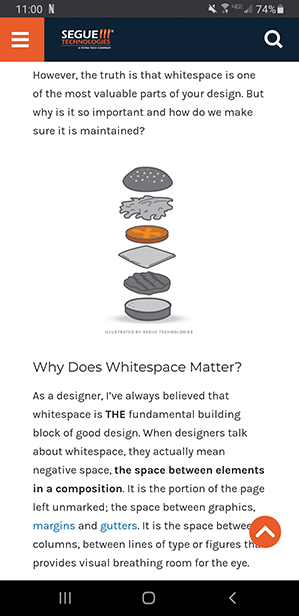 11:00 N 74%
SEGUE
TECHNOLOGIES
A TETRA TECH COMPANY
However, the truth is that whitespace is one
of the most valuable parts of your design. But
why is it so important and how do we make
sure it is maintained?
ILLUSTRATED BY SEGUE TECHNOLOGIES
Why Does Whitespace Matter?
As a designer, I've always believed that
whitespace is THE fundamental building
block of good design. When designers talk
about whitespace, they actually mean
negative space, the space between elements
in a composition. It is the portion of the page
left unmarked; the space between graphics,
margins and gutters. It is the space betwee
columns, between lines of type or figures th
provides visual breathing room for the eye.